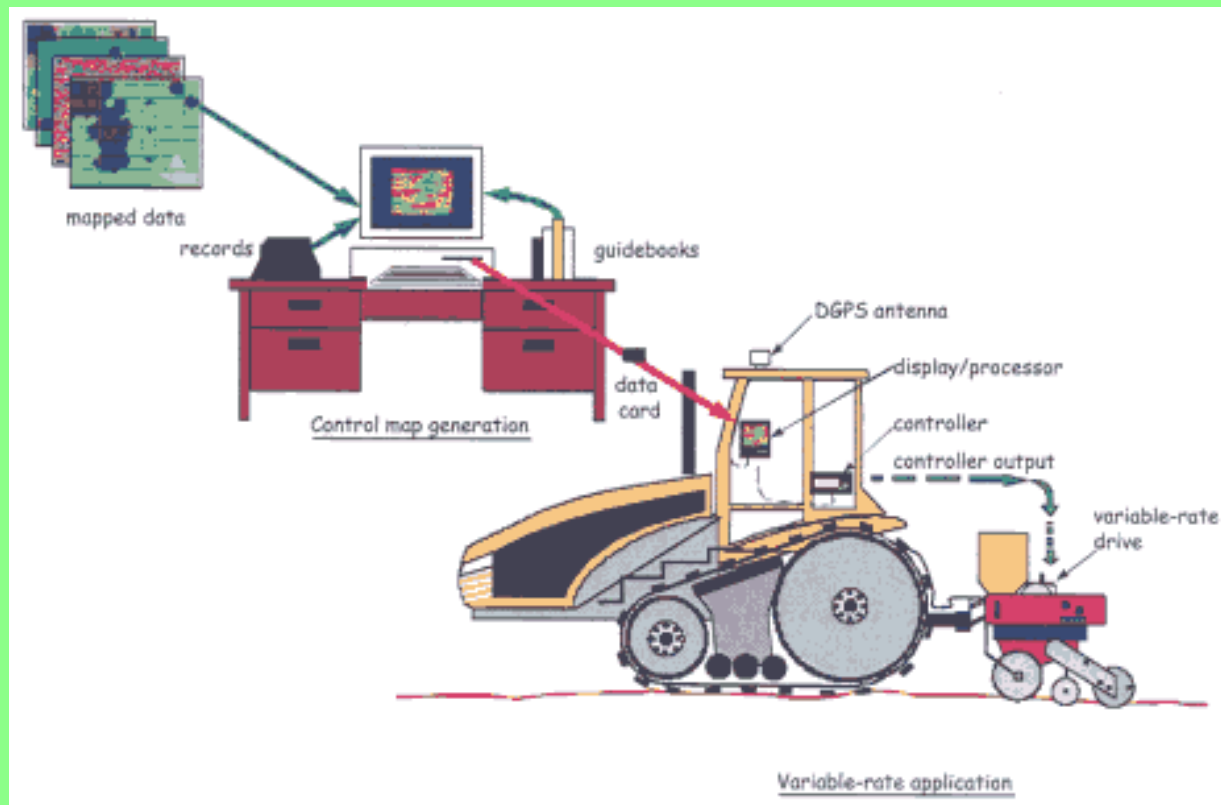 mapped data
records
guidebooks
data
card
Control map generation
DGPS antenna
display/processor
controller
controller output
variable-rate
drive
Variable-rate application